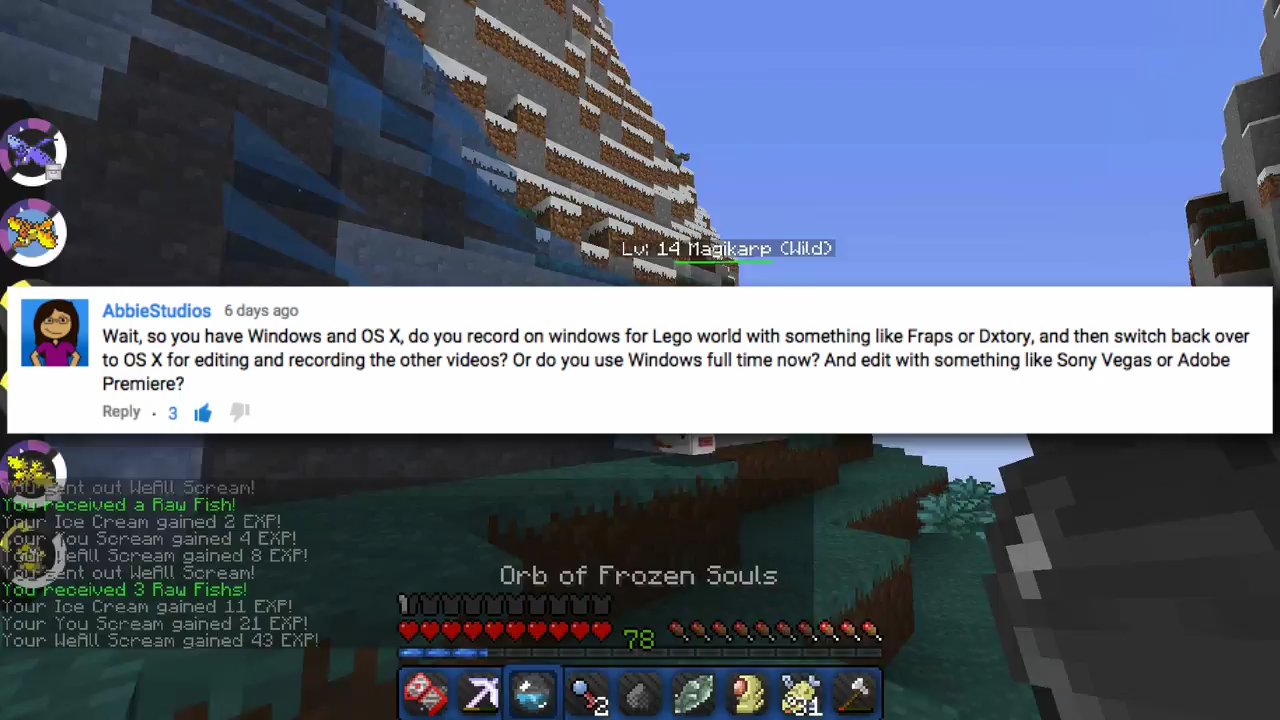 Lv: 14 Magikarp (Wild)
AbbieStudios 6 days ago
Wait, so you have Windows and OS X, do you record on windows for Lego world with something like Fraps or Dxtory, and then switch back over
to OS X for editing and recording the other videos? Or do you use Windows full time now? And edit with something like Sony Vegas or Adobe
Premiere?
Reply · 3
You sent out WeAll Scream!
You received a Raw Fish!
Your Ice Cream gained 2 EXP!
Your You Scream gained 4 EXP!
Your WeAll Scream gained 8 EXP!
You sent out WeAll Scream!
You received 3 Raw Fishs!
Your Ice Cream gained 11 EXP!
Your You Scream gained 21 EXP!
Your WeAll Scream gained 43 EXP!
Orb of Frozen Souls
78
2
31